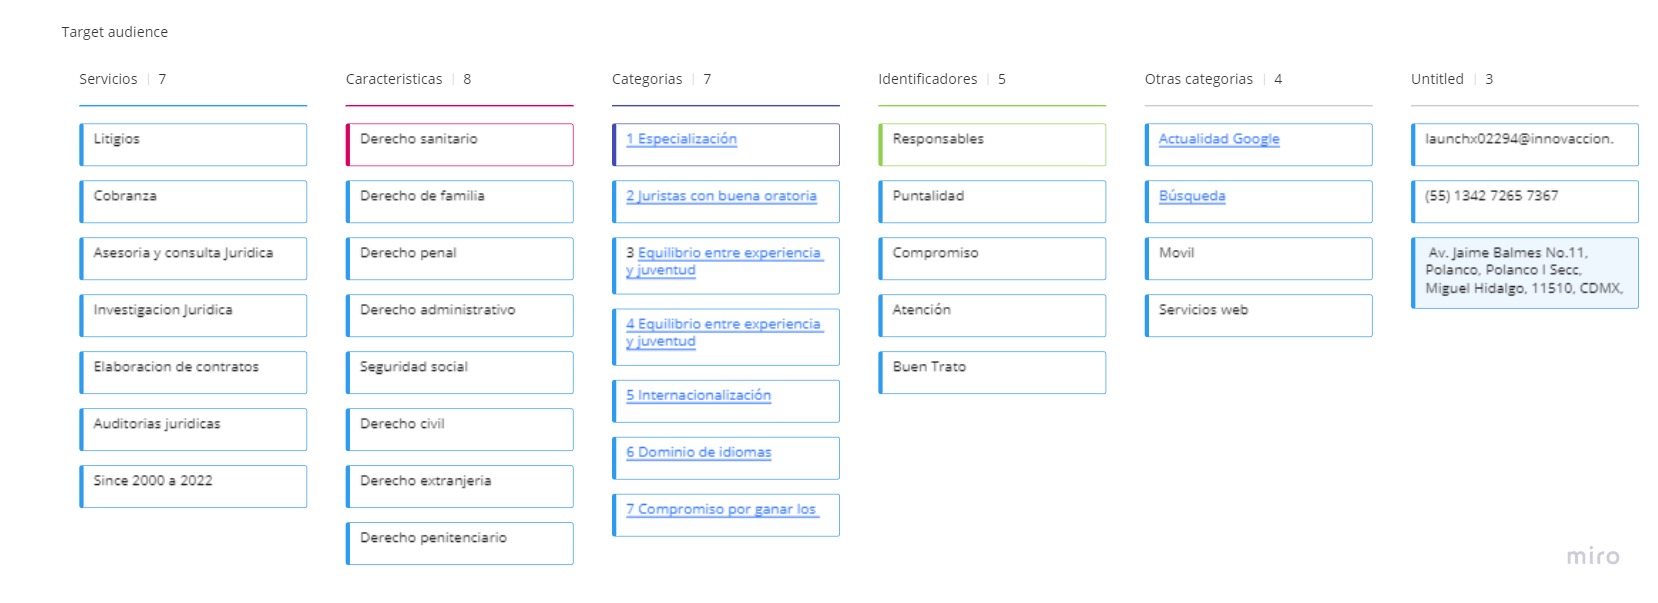 Target audience
Servicios | 7
Litigios
Cobranza
Asesoria y consulta Juridica
Investigacion Juridica
Elaboracion de contratos
Auditorias juridicas
Since 2000 a 2022
Caracteristicas | 8
Derecho sanitario
Derecho de familia
Derecho penal
Derecho administrativo
Seguridad social
Derecho civil
Derecho extranjeria
Derecho penitenciario
Categorias | 7
1 Especialización
2 Juristas con buena oratoria
3 Equilibrio entre experiencia
y juventud
4 Equilibrio entre experiencia
y juventud
5 Internacionalización
6 Dominio de idiomas
7 Compromiso por ganar los
Identificadores | 5
Responsables
Puntalidad
Compromiso
Atención
Buen Trato
Otras categorias | 4
Actualidad Google
Búsqueda
Movil
Servicios web
Untitled | 3
launchx02294@innovaccion.
(55) 1342 7265 7367
Av. Jaime Balmes No.11,
Polanco, Polanco I Secc,
Miguel Hidalgo, 11510, CDMX,
miro